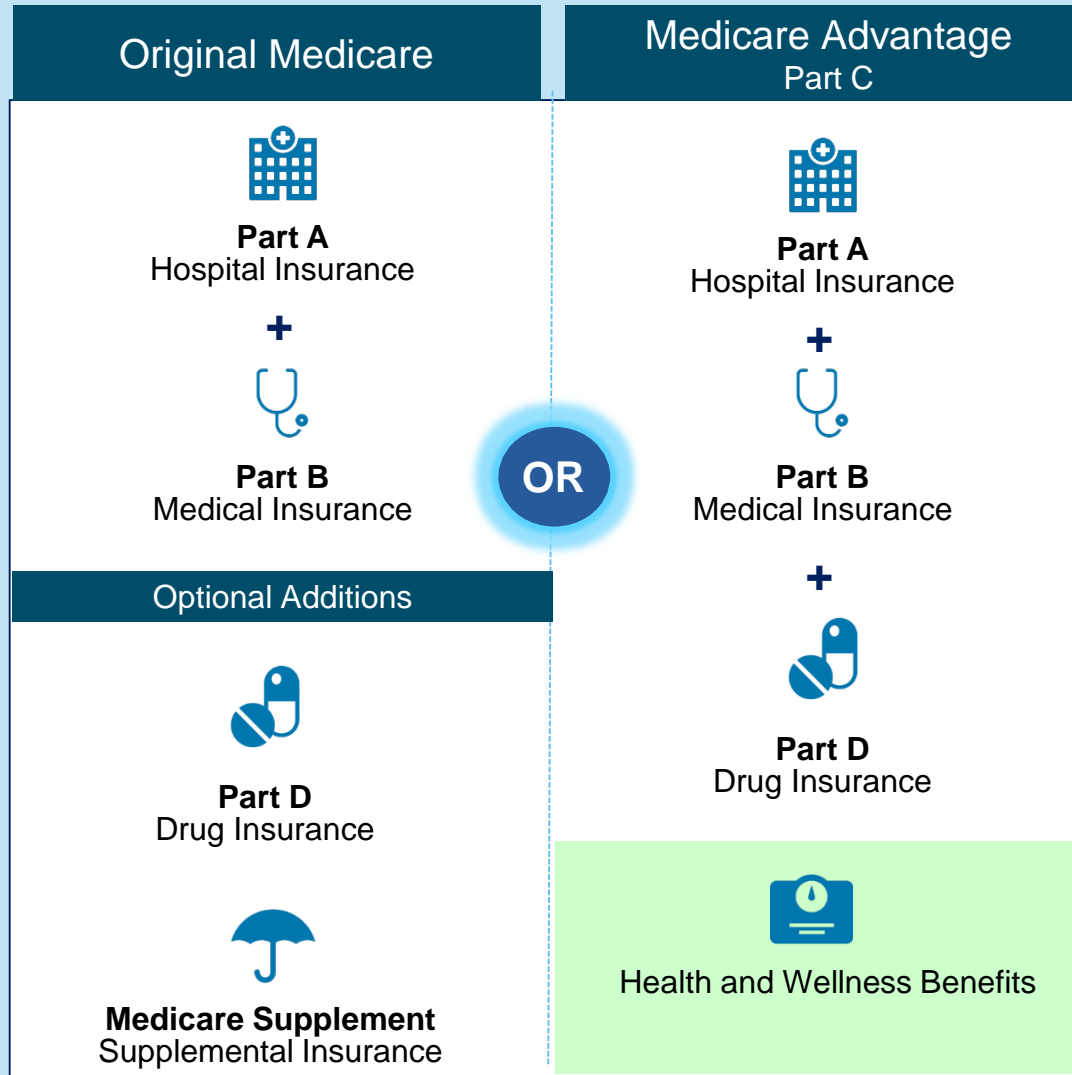 Original Medicare
Part A
Hospital Insurance
+
Part B
Medical Insurance
Optional Additions
Part D
Drug Insurance
Medicare Supplement
Supplemental Insurance
OR
Medicare Advantage
Part C
Part A
Hospital Insurance
+
Part B
Medical Insurance
+
Part D
Drug Insurance
Health and Wellness Benefits